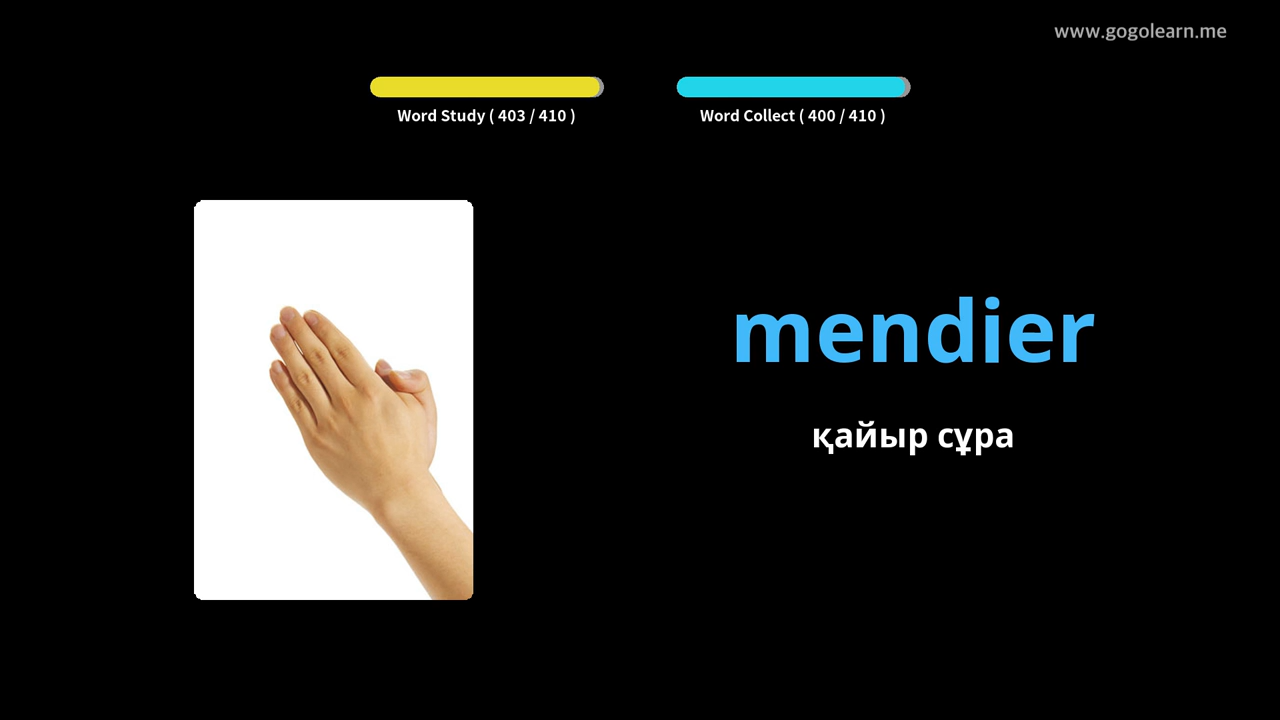 www.gogolearn.me
Word Study ( 403 / 410 )
Word Collect ( 400 / 410 )
mendier
қайыр сұра